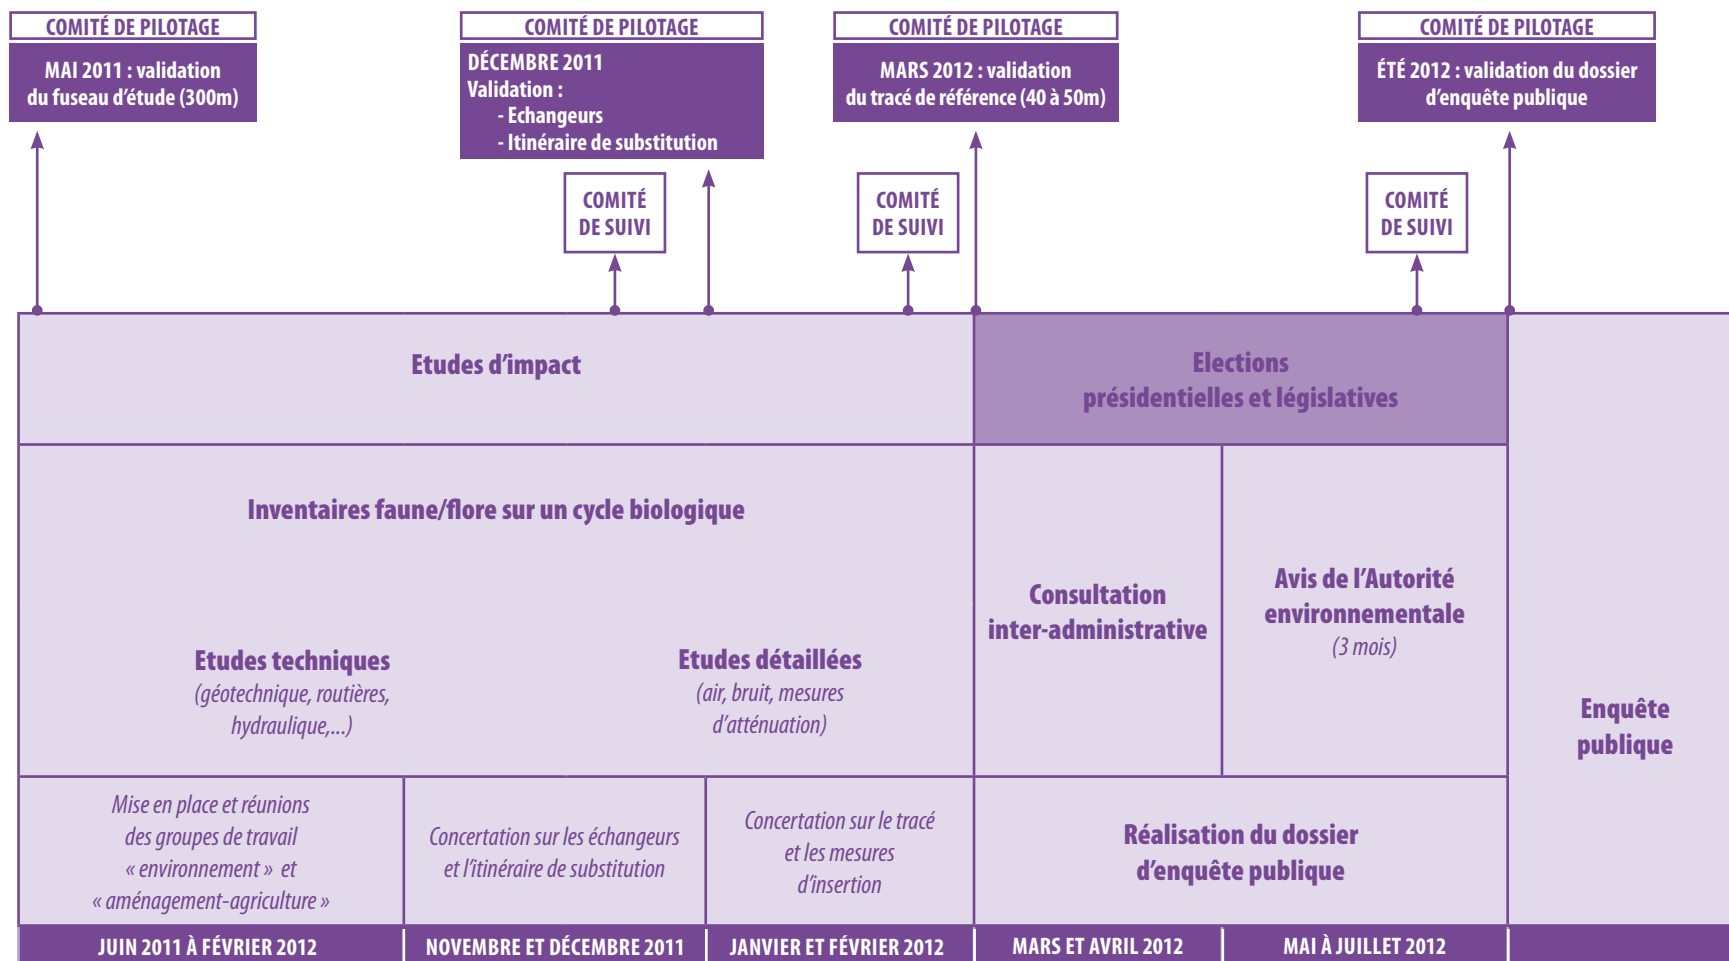 COMITÉ DE PILOTAGE
MAI 2011 : validation
du fuseau d'étude (300m)
COMITÉ DE PILOTAGE
DÉCEMBRE 2011
Validation :
- Echangeurs
- Itinéraire de substitution
COMITÉ DE PILOTAGE
MARS 2012 : validation
du tracé de référence (40 à 50m)
COMITÉ DE PILOTAGE
ÉTÉ 2012 : validation du dossier
d'enquête publique
COMITÉ
DE SUIVI
COMITÉ
DE SUIVI
COMITÉ
DE SUIVI
Etudes d'impact
Elections
présidentielles et législatives
Inventaires faune/flore sur un cycle biologique
Etudes techniques
(géotechnique, routières,
hydraulique,...)
Etudes détaillées
(air, bruit, mesures
d'atténuation)
Consultation
inter-administrative
Avis de l'Autorité
environnementale
(3 mois)
Enquête
publique
Mise en place et réunions
des groupes de travail
« environnement » et
« aménagement-agriculture »
Concertation sur les échangeurs
et l'itinéraire de substitution
Concertation sur le tracé
et les mesures
d'insertion
Réalisation du dossier
d'enquête publique
JUIN 2011 À FÉVRIER 2012
NOVEMBRE ET DÉCEMBRE 2011
JANVIER ET FÉVRIER 2012
MARS ET AVRIL 2012
MAI À JUILLET 2012